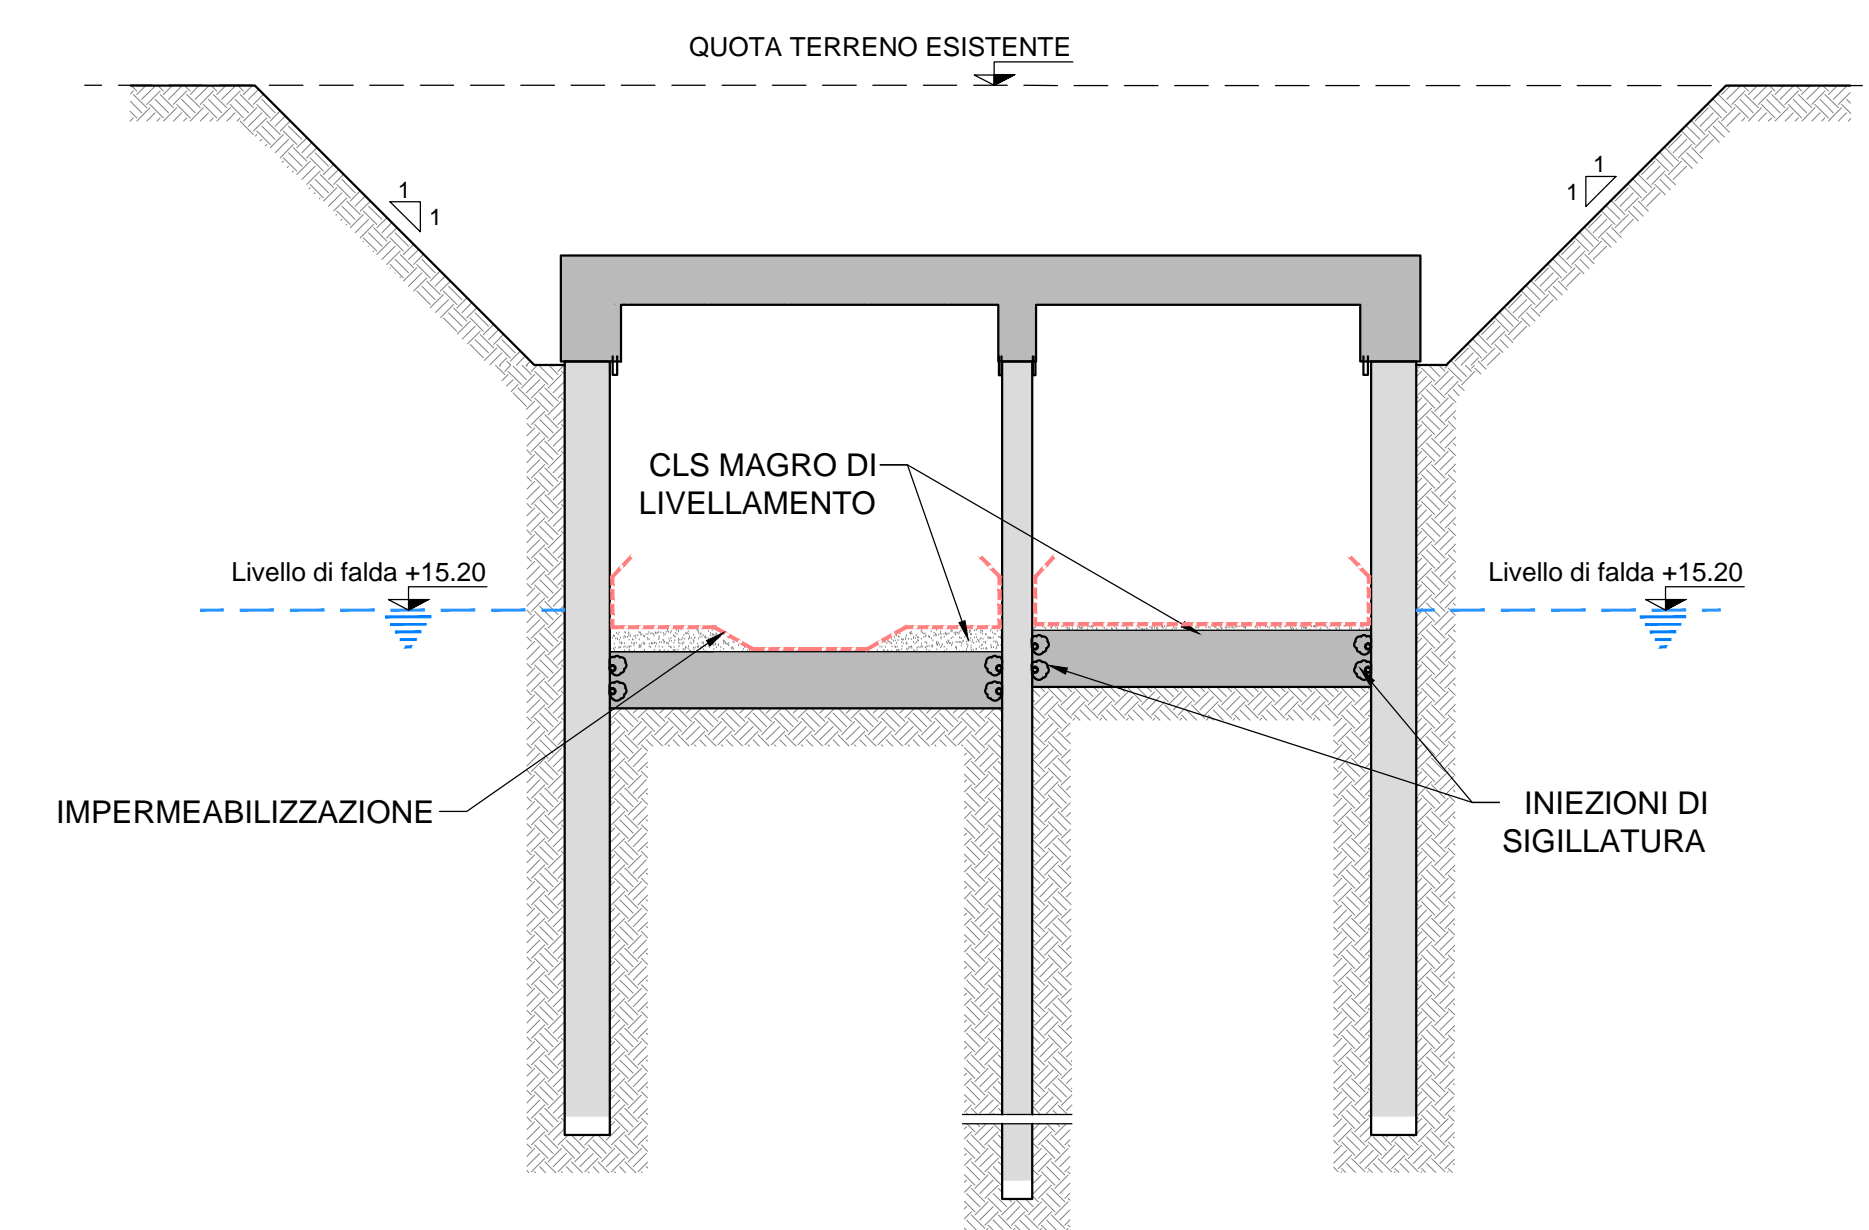 QUOTA TERRENO ESISTENTE
1
1
1
1
CLS MAGRO DI
LIVELLAMENTO
Livello di falda +15.20
Livello di falda +15.20
IMPERMEABILIZZAZIONE
INIEZIONI DI
SIGILLATURA